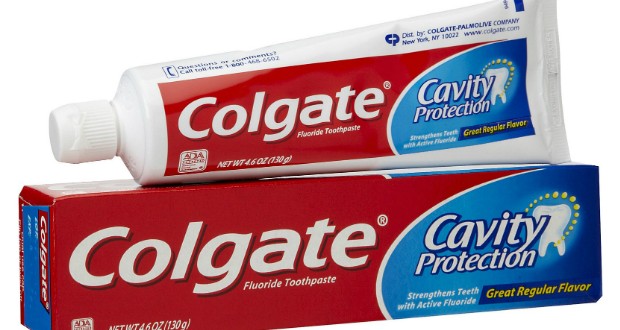 Dist. by: COLGATE-PALMOLIVE COMPANY
New York, NY 10022 www.colgate.com
Questions or comments?
Call toll-free 1-800-468-6502
Colgate®
Fluoride Toothpaste
Cavity
Protection
Strengthens Teeth
with Active Fluoride
Great Regular Flavor
ADA
NET WT 4.6 OZ (130g)
Colgate®
Fluoride Toothpaste
Cavity
Protection
Strengthens Teeth
with Active Fluoride
Great Regular Flavor
ADA
NET WT 4.6 OZ (130g)
Colgate